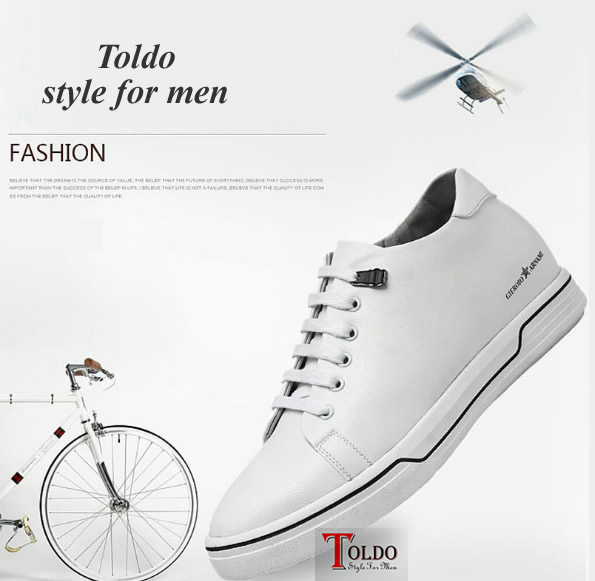 Toldo
style for men
FASHION
BELIEVE THAT THE DREAM IS THE SOURCE OF VALUE, THE BELIEF THAT THE FUTURE OF EVERYTHING, BELIEVE THAT SUCCESS IS MORE
IMPORTANT THAN THE SUCCESS OF THE BELIEF IN LIFE, I BELIEVE THAT LIFE IS NOT A FAILURE, BELIEVE THAT THE QUALITY OF LIFE COM
ES FROM THE BELIEF THAT THE QUALITY OF LIFE.
TOLDO
Style For Men